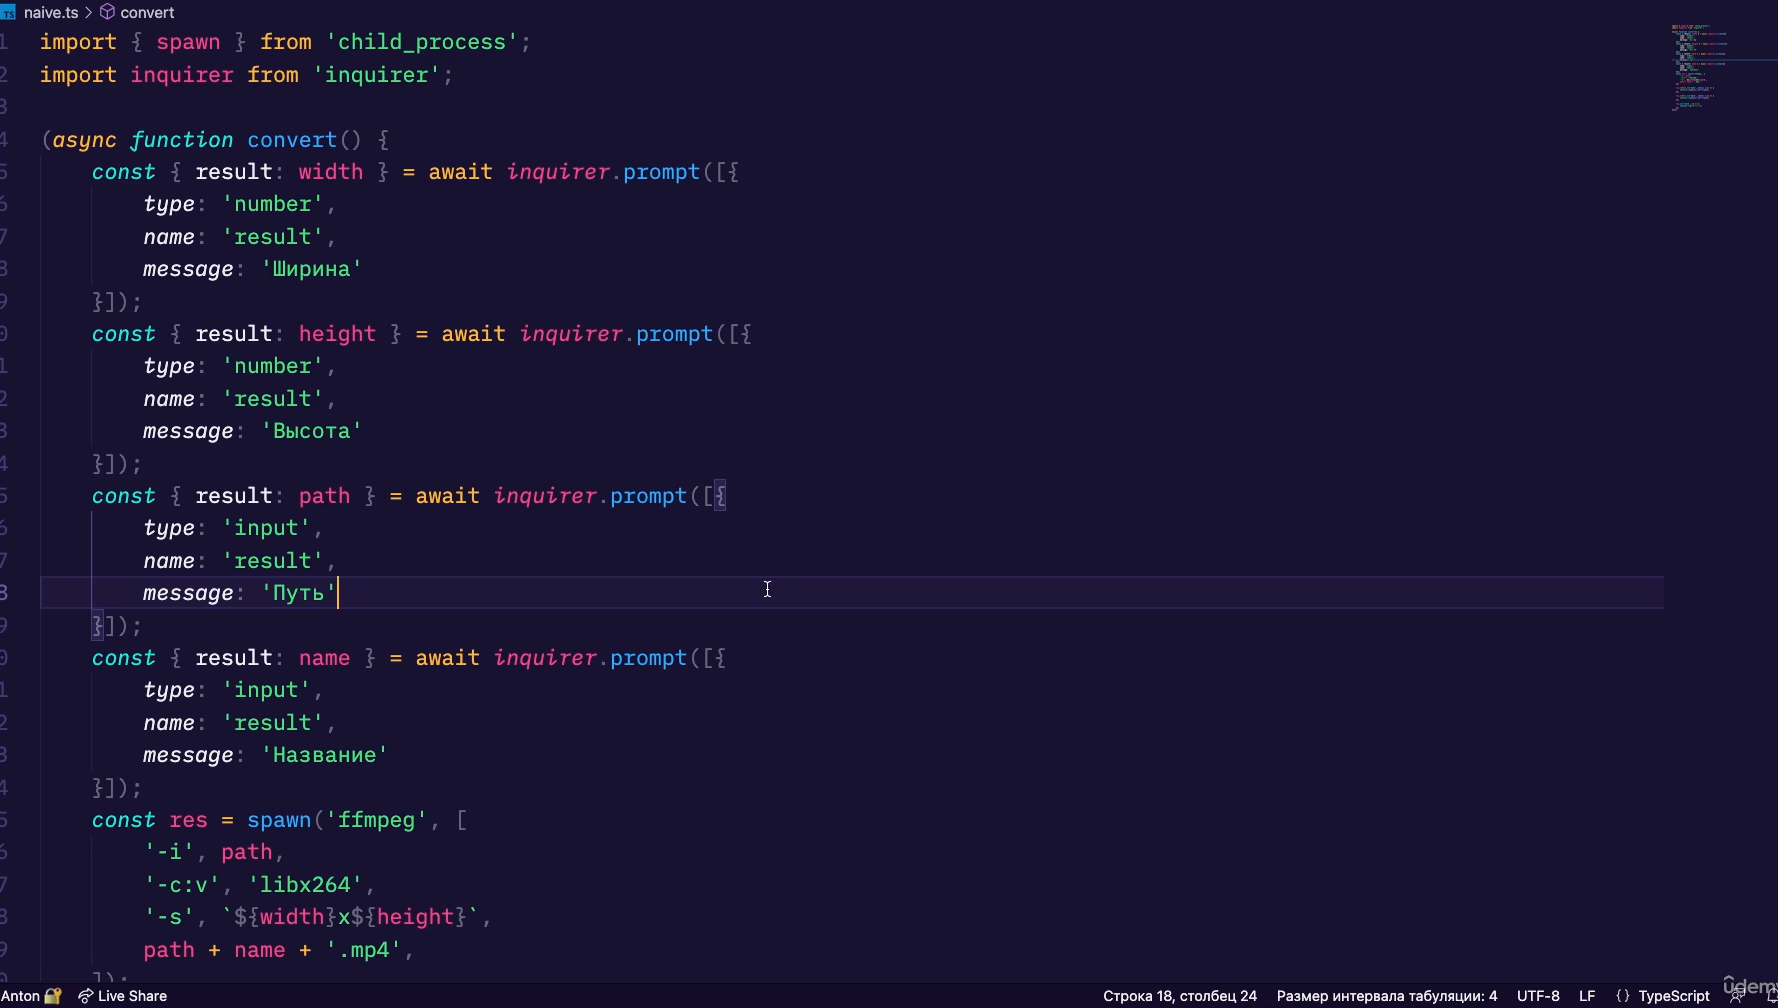 TS naive.ts > convert
1 import { spawn } from 'child_process';
2 import inquirer from 'inquirer';
3
4 (async function convert() {
5 const { result: width } = await inquirer.prompt([{
6 type: 'number',
7 name: 'result',
8 message: 'Ширина'
9 }]);
0 const { result: height } = await inquirer.prompt([{
1 type: 'number',
2 name: 'result',
3 message: 'Высота'
4 }]);
5 const { result: path } = await inquirer.prompt([{
6 type: 'input',
7 name: 'result',
8 message: 'Путь'
9 }]);
0 const { result: name } = await inquirer.prompt([{
1 type: 'input',
2 name: 'result',
3 message: 'Название'
4 }]);
5 const res = spawn('ffmpeg', [
6 '-i', path,
7 '-c:v', 'libx264',
8 '-s', `${width}x${height}`,
9 path + name + '.mp4',
0 ]);
Anton Live Share Строка 18, столбец 24 Размер интервала табуляции: 4 UTF-8 LF {} TypeScript
ûdemy